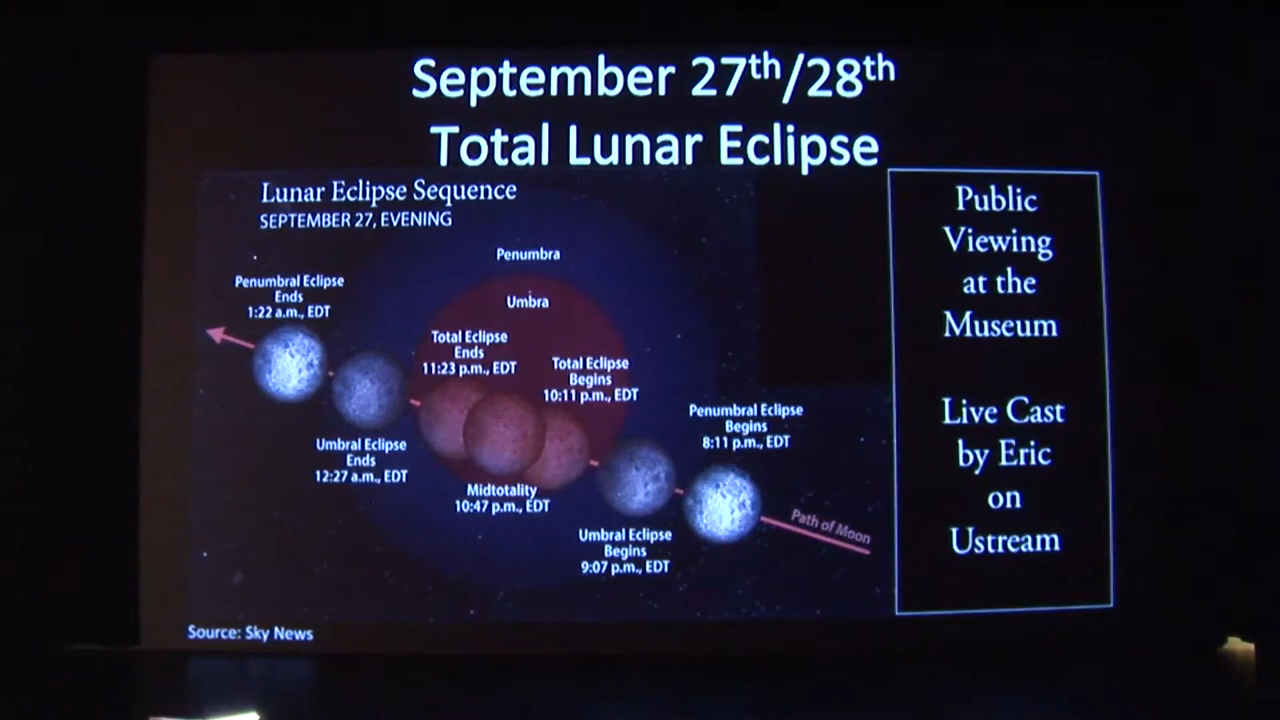 September 27th/28th
Total Lunar Eclipse
Lunar Eclipse Sequence
SEPTEMBER 27, EVENING
Penumbra
Umbra
Penumbral Eclipse
Ends
1:22 a.m., EDT
Total Eclipse
Ends
11:23 p.m., EDT
Total Eclipse
Begins
10:11 p.m., EDT
Penumbral Eclipse
Begins
8:11 p.m., EDT
Umbral Eclipse
Ends
12:27 a.m., EDT
Midtotality
10:47 p.m., EDT
Umbral Eclipse
Begins
9:07 p.m., EDT
Path of Moon
Public
Viewing
at the
Museum
Live Cast
by Eric
on
Ustream
Source: Sky News